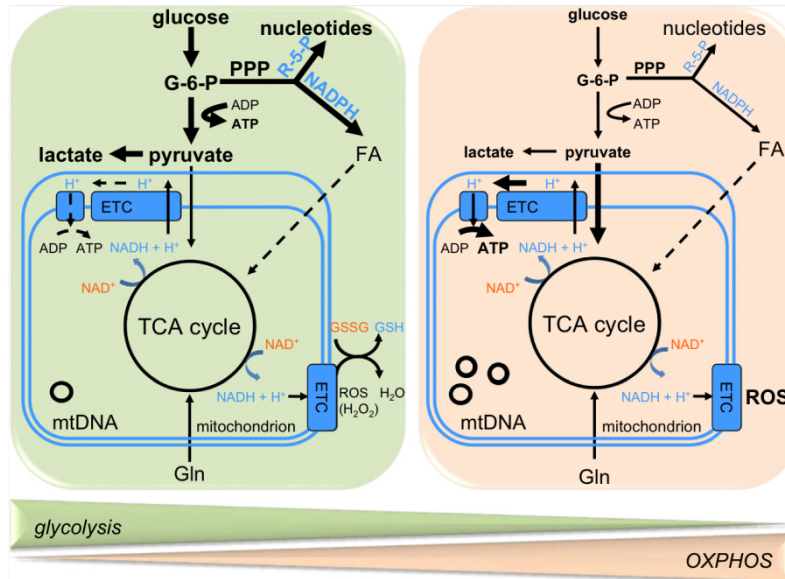 glucose
nucleotides
PPP
R-5-P
NADPH
G-6-P
ADP
ATP
FA
lactate
pyruvate
H⁺
H⁺
ETC
ADP
ATP
NADH + H⁺
NAD⁺
TCA cycle
NAD⁺
GSSG
GSH
NADH + H⁺
ETC
ROS
(H₂O₂)
H₂O
mtDNA
mitochondrion
Gln
glucose
nucleotides
PPP
R-5-P
NADPH
G-6-P
ADP
ATP
FA
lactate
pyruvate
H⁺
H⁺
ETC
ADP
ATP
NADH + H⁺
NAD⁺
TCA cycle
NAD⁺
NADH + H⁺
ETC
ROS
mtDNA
mitochondrion
Gln
glycolysis
OXPHOS